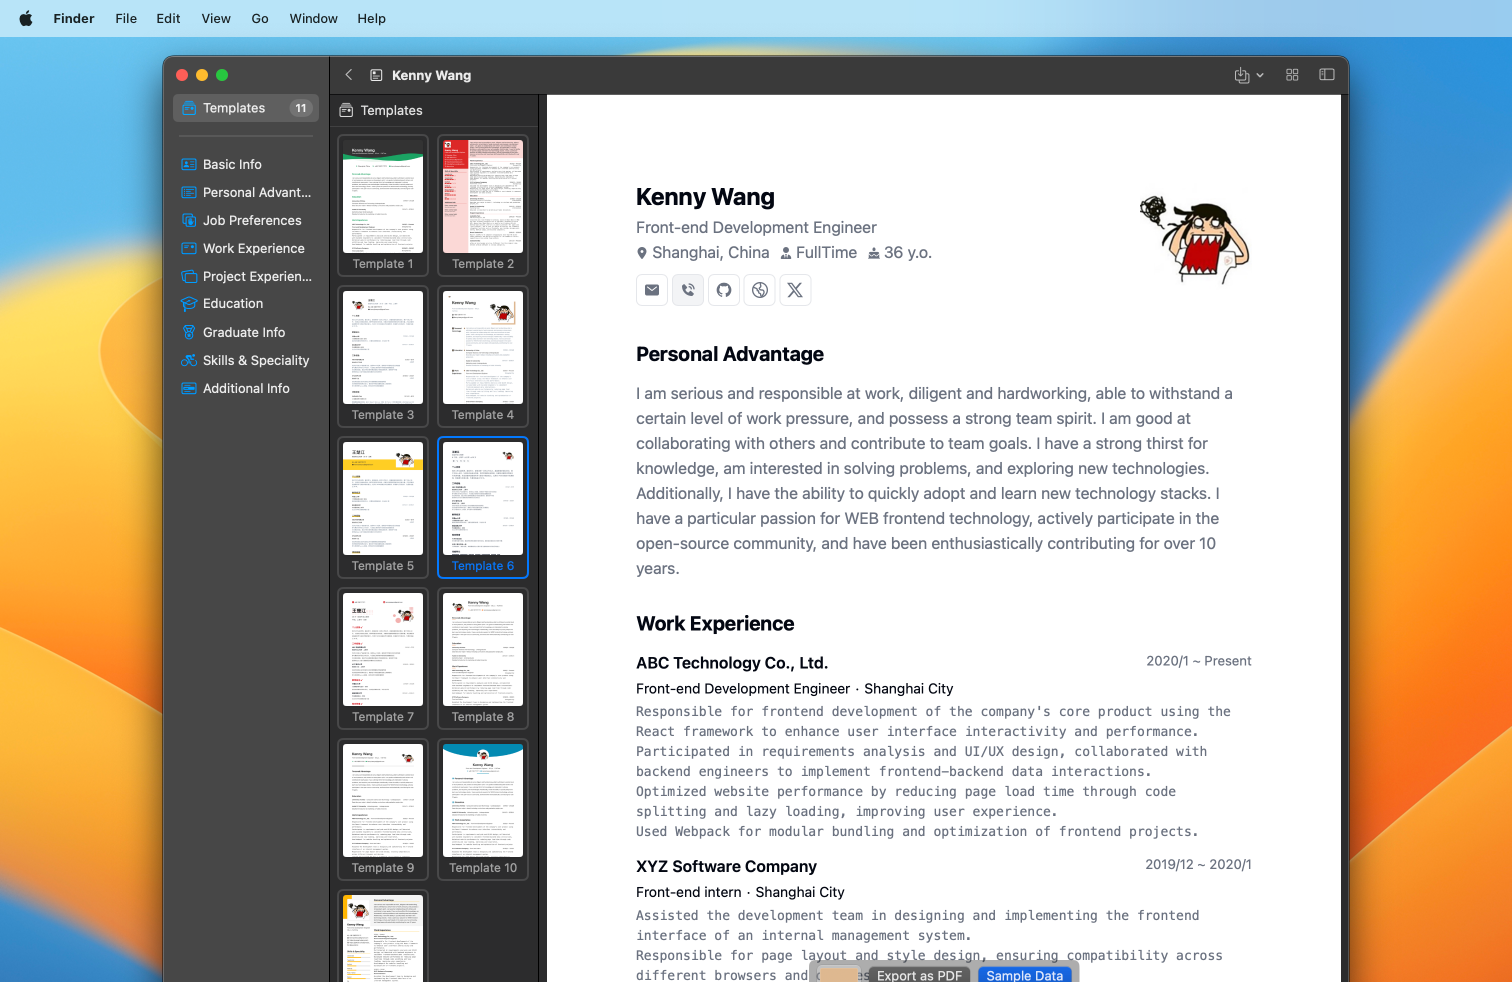 Finder File Edit View Go Window Help
Kenny Wang
Templates 11
Basic Info
Personal Advant...
Job Preferences
Work Experience
Project Experien...
Education
Graduate Info
Skills & Speciality
Additional Info
Templates
Template 1
Template 2
Template 3
Template 4
Template 5
Template 6
Template 7
Template 8
Template 9
Template 10
Kenny Wang
Front-end Development Engineer
Shanghai, China FullTime 36 y.o.
Personal Advantage
I am serious and responsible at work, diligent and hardworking, able to withstand a
certain level of work pressure, and possess a strong team spirit. I am good at
collaborating with others and contribute to team goals. I have a strong thirst for
knowledge, am interested in solving problems, and exploring new technologies.
Additionally, I have the ability to quickly adopt and learn new technology stacks. I
have a particular passion for WEB frontend technology, actively participate in the
open-source community, and have been enthusiastically contributing for over 10
years.
Work Experience
ABC Technology Co., Ltd. 2020/1 ~ Present
Front-end Development Engineer · Shanghai City
Responsible for frontend development of the company's core product using the
React framework to enhance user interface interactivity and performance.
Participated in requirements analysis and UI/UX design, collaborated with
backend engineers to implement frontend-backend data interactions.
Optimized website performance by reducing page load time through code
splitting and lazy loading, improving user experience.
Used Webpack for modular bundling and optimization of frontend projects.
XYZ Software Company 2019/12 ~ 2020/1
Front-end intern · Shanghai City
Assisted the development team in designing and implementing the frontend
interface of an internal management system.
Responsible for page layout and style design, ensuring compatibility across
different browsers and
Export as PDF Sample Data